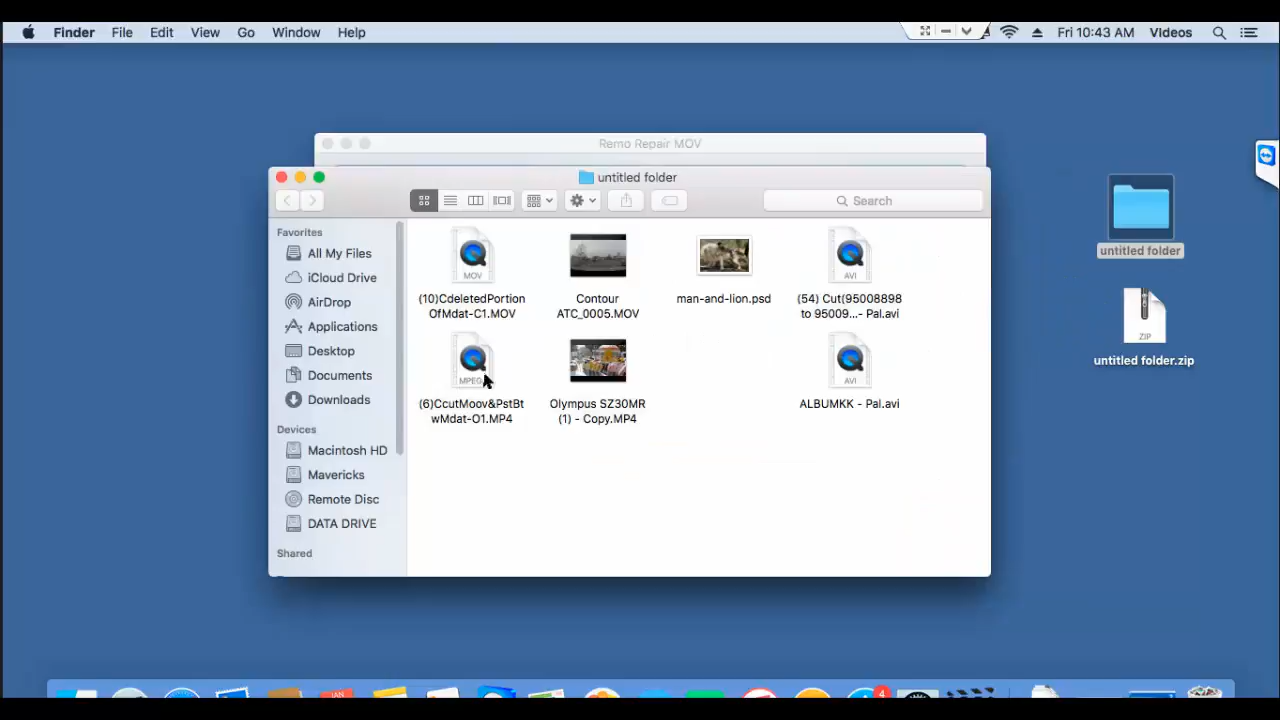 Finder File Edit View Go Window Help Fri 10:43 AM Videos
Remo Repair MOV
untitled folder
Search
Favorites
All My Files
iCloud Drive
AirDrop
Applications
Desktop
Documents
Downloads
Devices
Macintosh HD
Mavericks
Remote Disc
DATA DRIVE
Shared
MOV
(10)CdeletedPortion
OfMdat-C1.MOV
Contour
ATC_0005.MOV
man-and-lion.psd
AVI
(54) Cut(95008898
to 95009...- Pal.avi
MPEG
(6)CcutMoov&PstBt
wMdat-O1.MP4
Olympus SZ30MR
(1) - Copy.MP4
AVI
ALBUMKK - Pal.avi
untitled folder
ZIP
untitled folder.zip
JAN
4